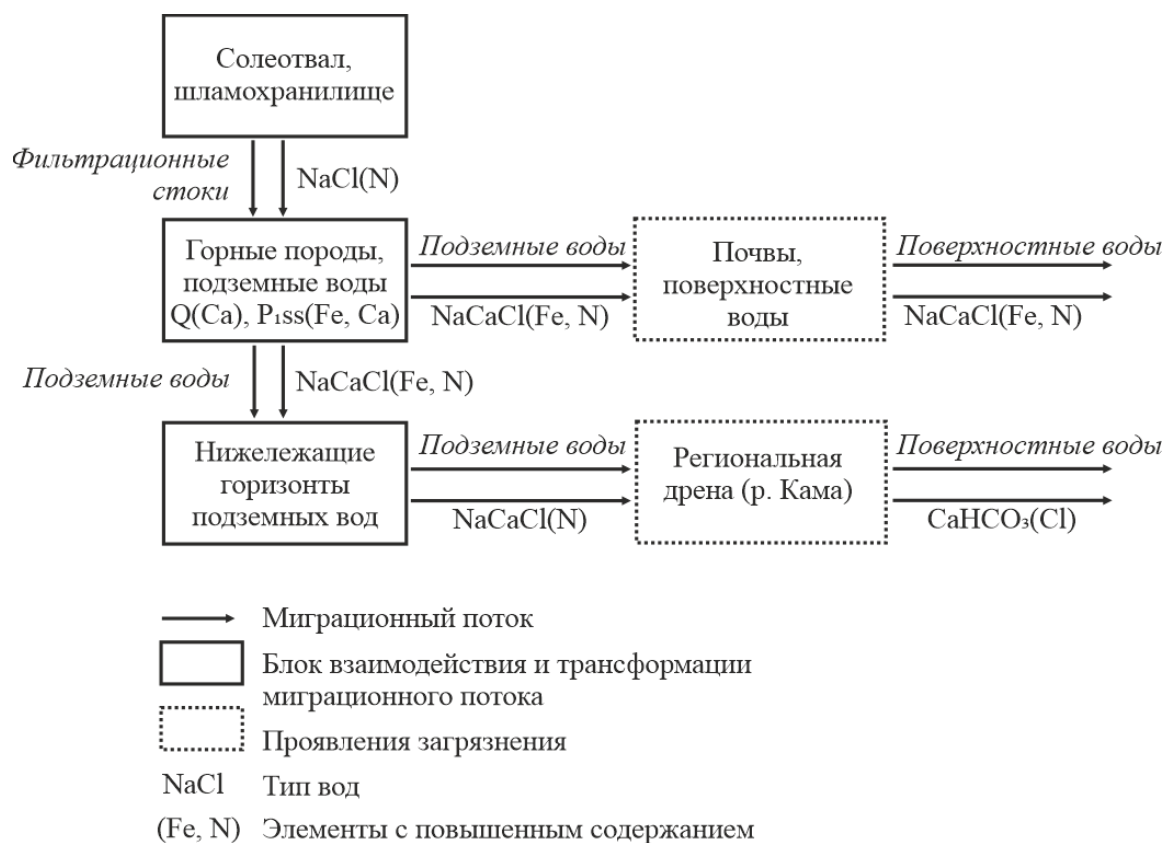 Солеотвал,
шламохранилище
Фильтрационные
стоки
NaCl(N)
Горные породы,
подземные воды
Q(Ca), P₁ss(Fe, Ca)
Подземные воды
NaCaCl(Fe, N)
Почвы,
поверхностные
воды
Поверхностные воды
NaCaCl(Fe, N)
Подземные воды
NaCaCl(Fe, N)
Нижележащие
горизонты
подземных вод
Подземные воды
NaCaCl(N)
Региональная
дрена (р. Кама)
Поверхностные воды
CaHCO₃(Cl)
Миграционный поток
Блок взаимодействия и трансформации
миграционного потока
Проявления загрязнения
NaCl Тип вод
(Fe, N) Элементы с повышенным содержанием